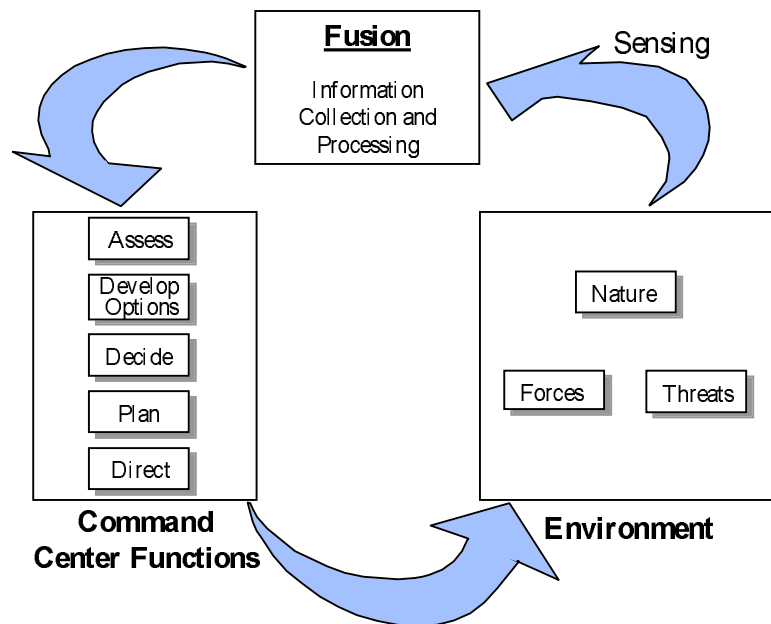 Fusion
Information
Collection and
Processing
Sensing
Assess
Develop
Options
Decide
Plan
Direct
Command
Center Functions
Nature
Forces
Threats
Environment